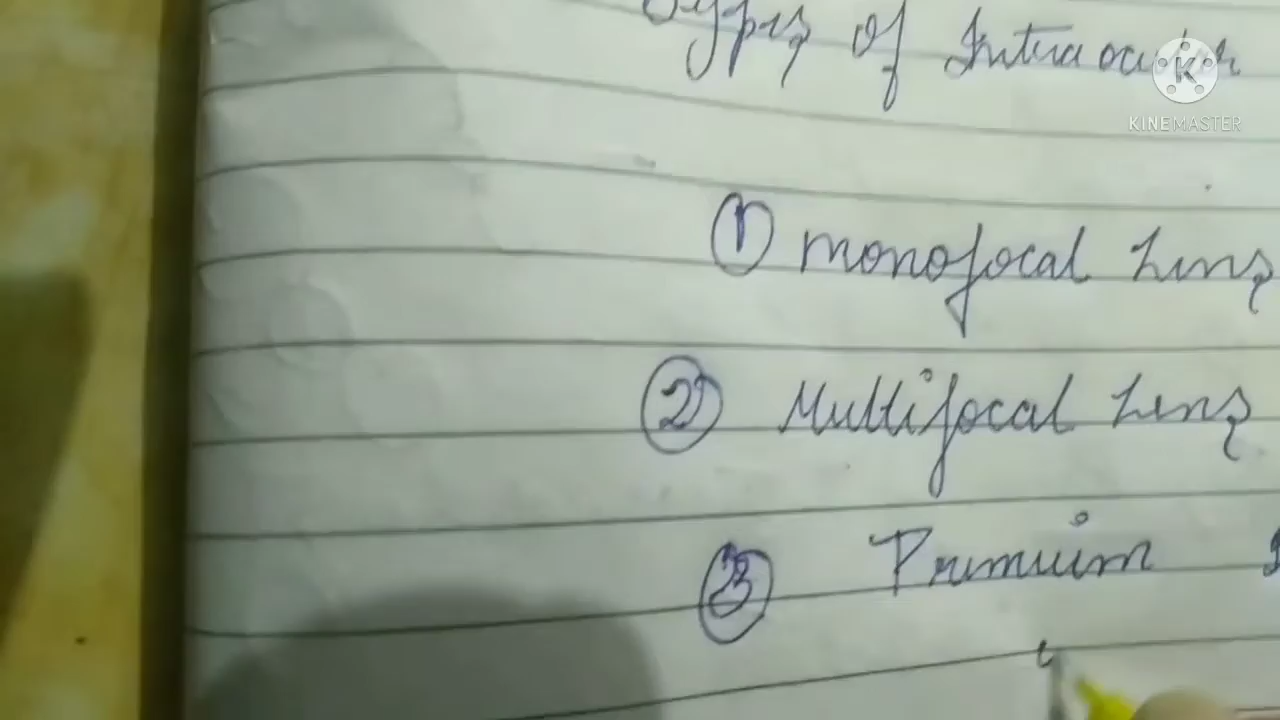 Types of Intraocular
K
KINEMASTER
① monofocal Lens
② Multifocal Lens
③ Premium